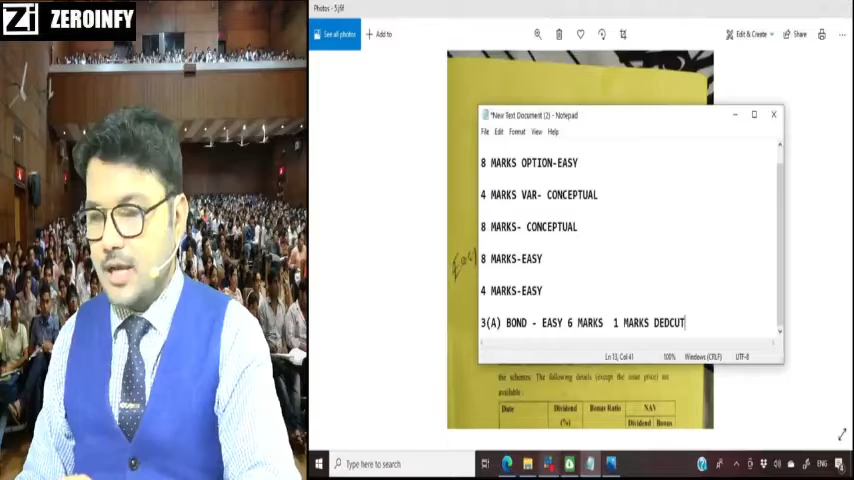 Zi ZEROINFY
Photos - 5.jfif
See all photos
Add to
Edit & Create
Share
*New Text Document (2) - Notepad
File Edit Format View Help
8 MARKS OPTION-EASY
4 MARKS VAR- CONCEPTUAL
8 MARKS- CONCEPTUAL
8 MARKS-EASY
4 MARKS-EASY
3(A) BOND - EASY 6 MARKS 1 MARKS DEDCUT
Ln 13, Col 41
100%
Windows (CRLF)
UTF-8
Easy
the schemes. The following details (except the issue price) are
available :
Date
Dividend
(%)
Bonus Ratio
NAV
Dividend
Bonus
Type here to search
ENG